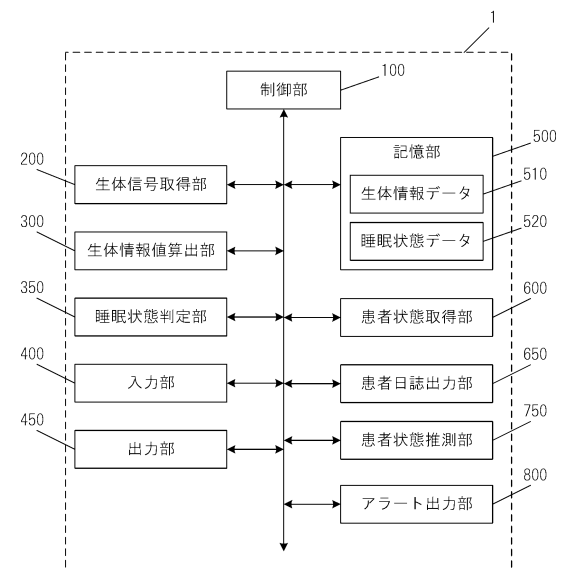 1
制御部
100
200
生体信号取得部
記憶部
500
生体情報データ
510
睡眠状態データ
520
300
生体情報値算出部
350
睡眠状態判定部
患者状態取得部
600
400
入力部
患者日誌出力部
650
450
出力部
患者状態推測部
750
アラート出力部
800